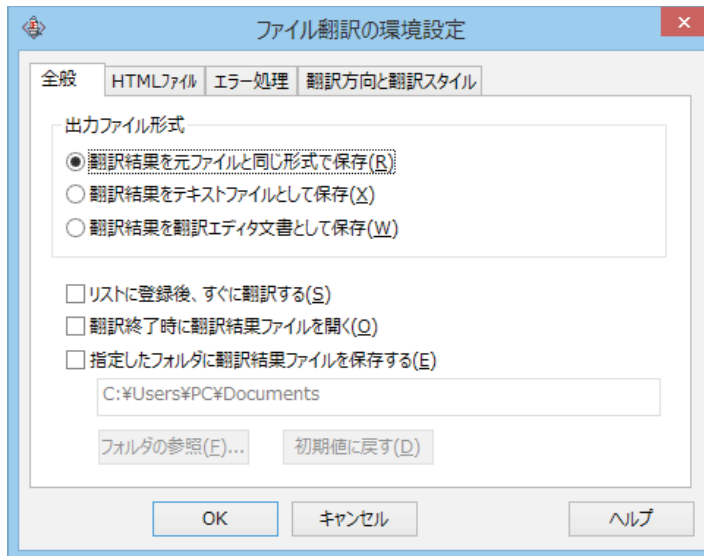 ファイル翻訳の環境設定
全般 HTMLファイル エラー処理 翻訳方向と翻訳スタイル
出力ファイル形式
翻訳結果を元ファイルと同じ形式で保存(R)
翻訳結果をテキストファイルとして保存(X)
翻訳結果を翻訳エディタ文書として保存(W)
リストに登録後、すぐに翻訳する(S)
翻訳終了時に翻訳結果ファイルを開く(O)
指定したフォルダに翻訳結果ファイルを保存する(E)
C:¥Users¥PC¥Documents
フォルダの参照(F)... 初期値に戻す(D)
OK キャンセル ヘルプ